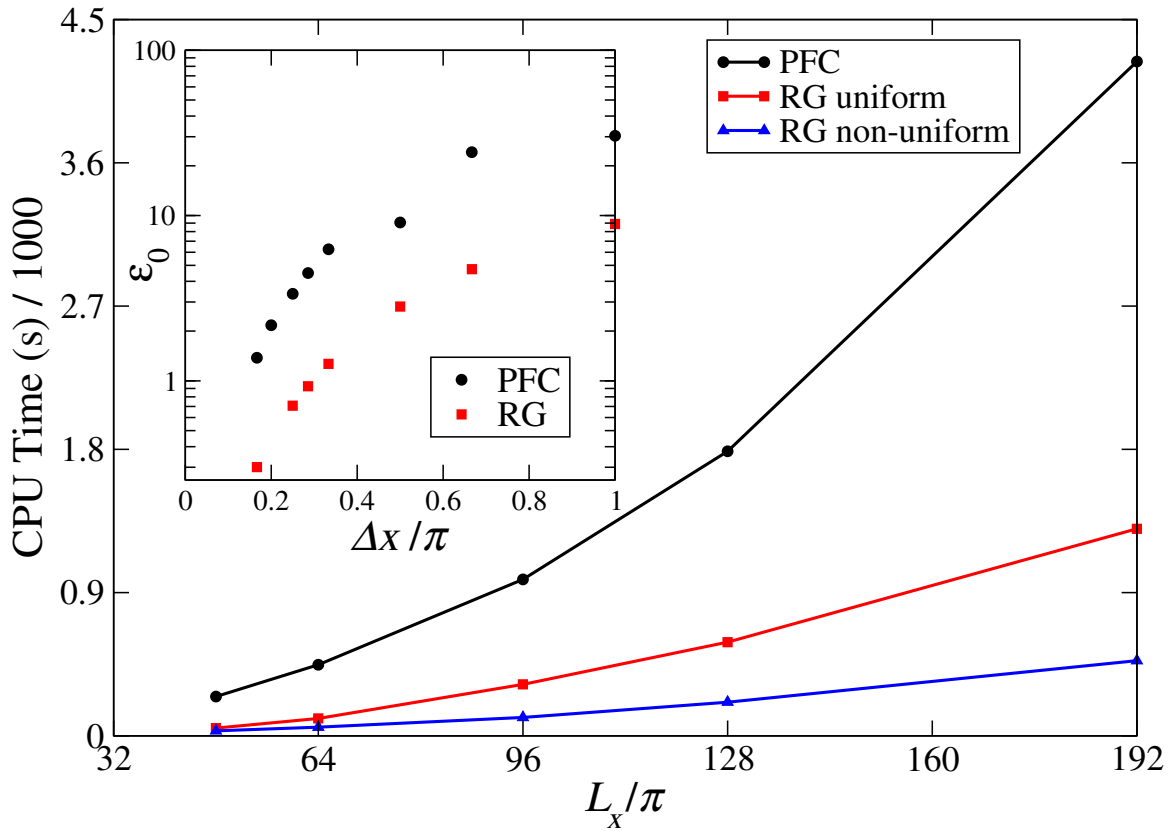 4.5
3.6
2.7
1.8
0.9
0
CPU Time (s) / 1000
32
64
96
128
160
192
Lx/π
PFC
RG uniform
RG non-uniform
100
10
1
ε0
0
0.2
0.4
0.6
0.8
1
Δx/π
PFC
RG